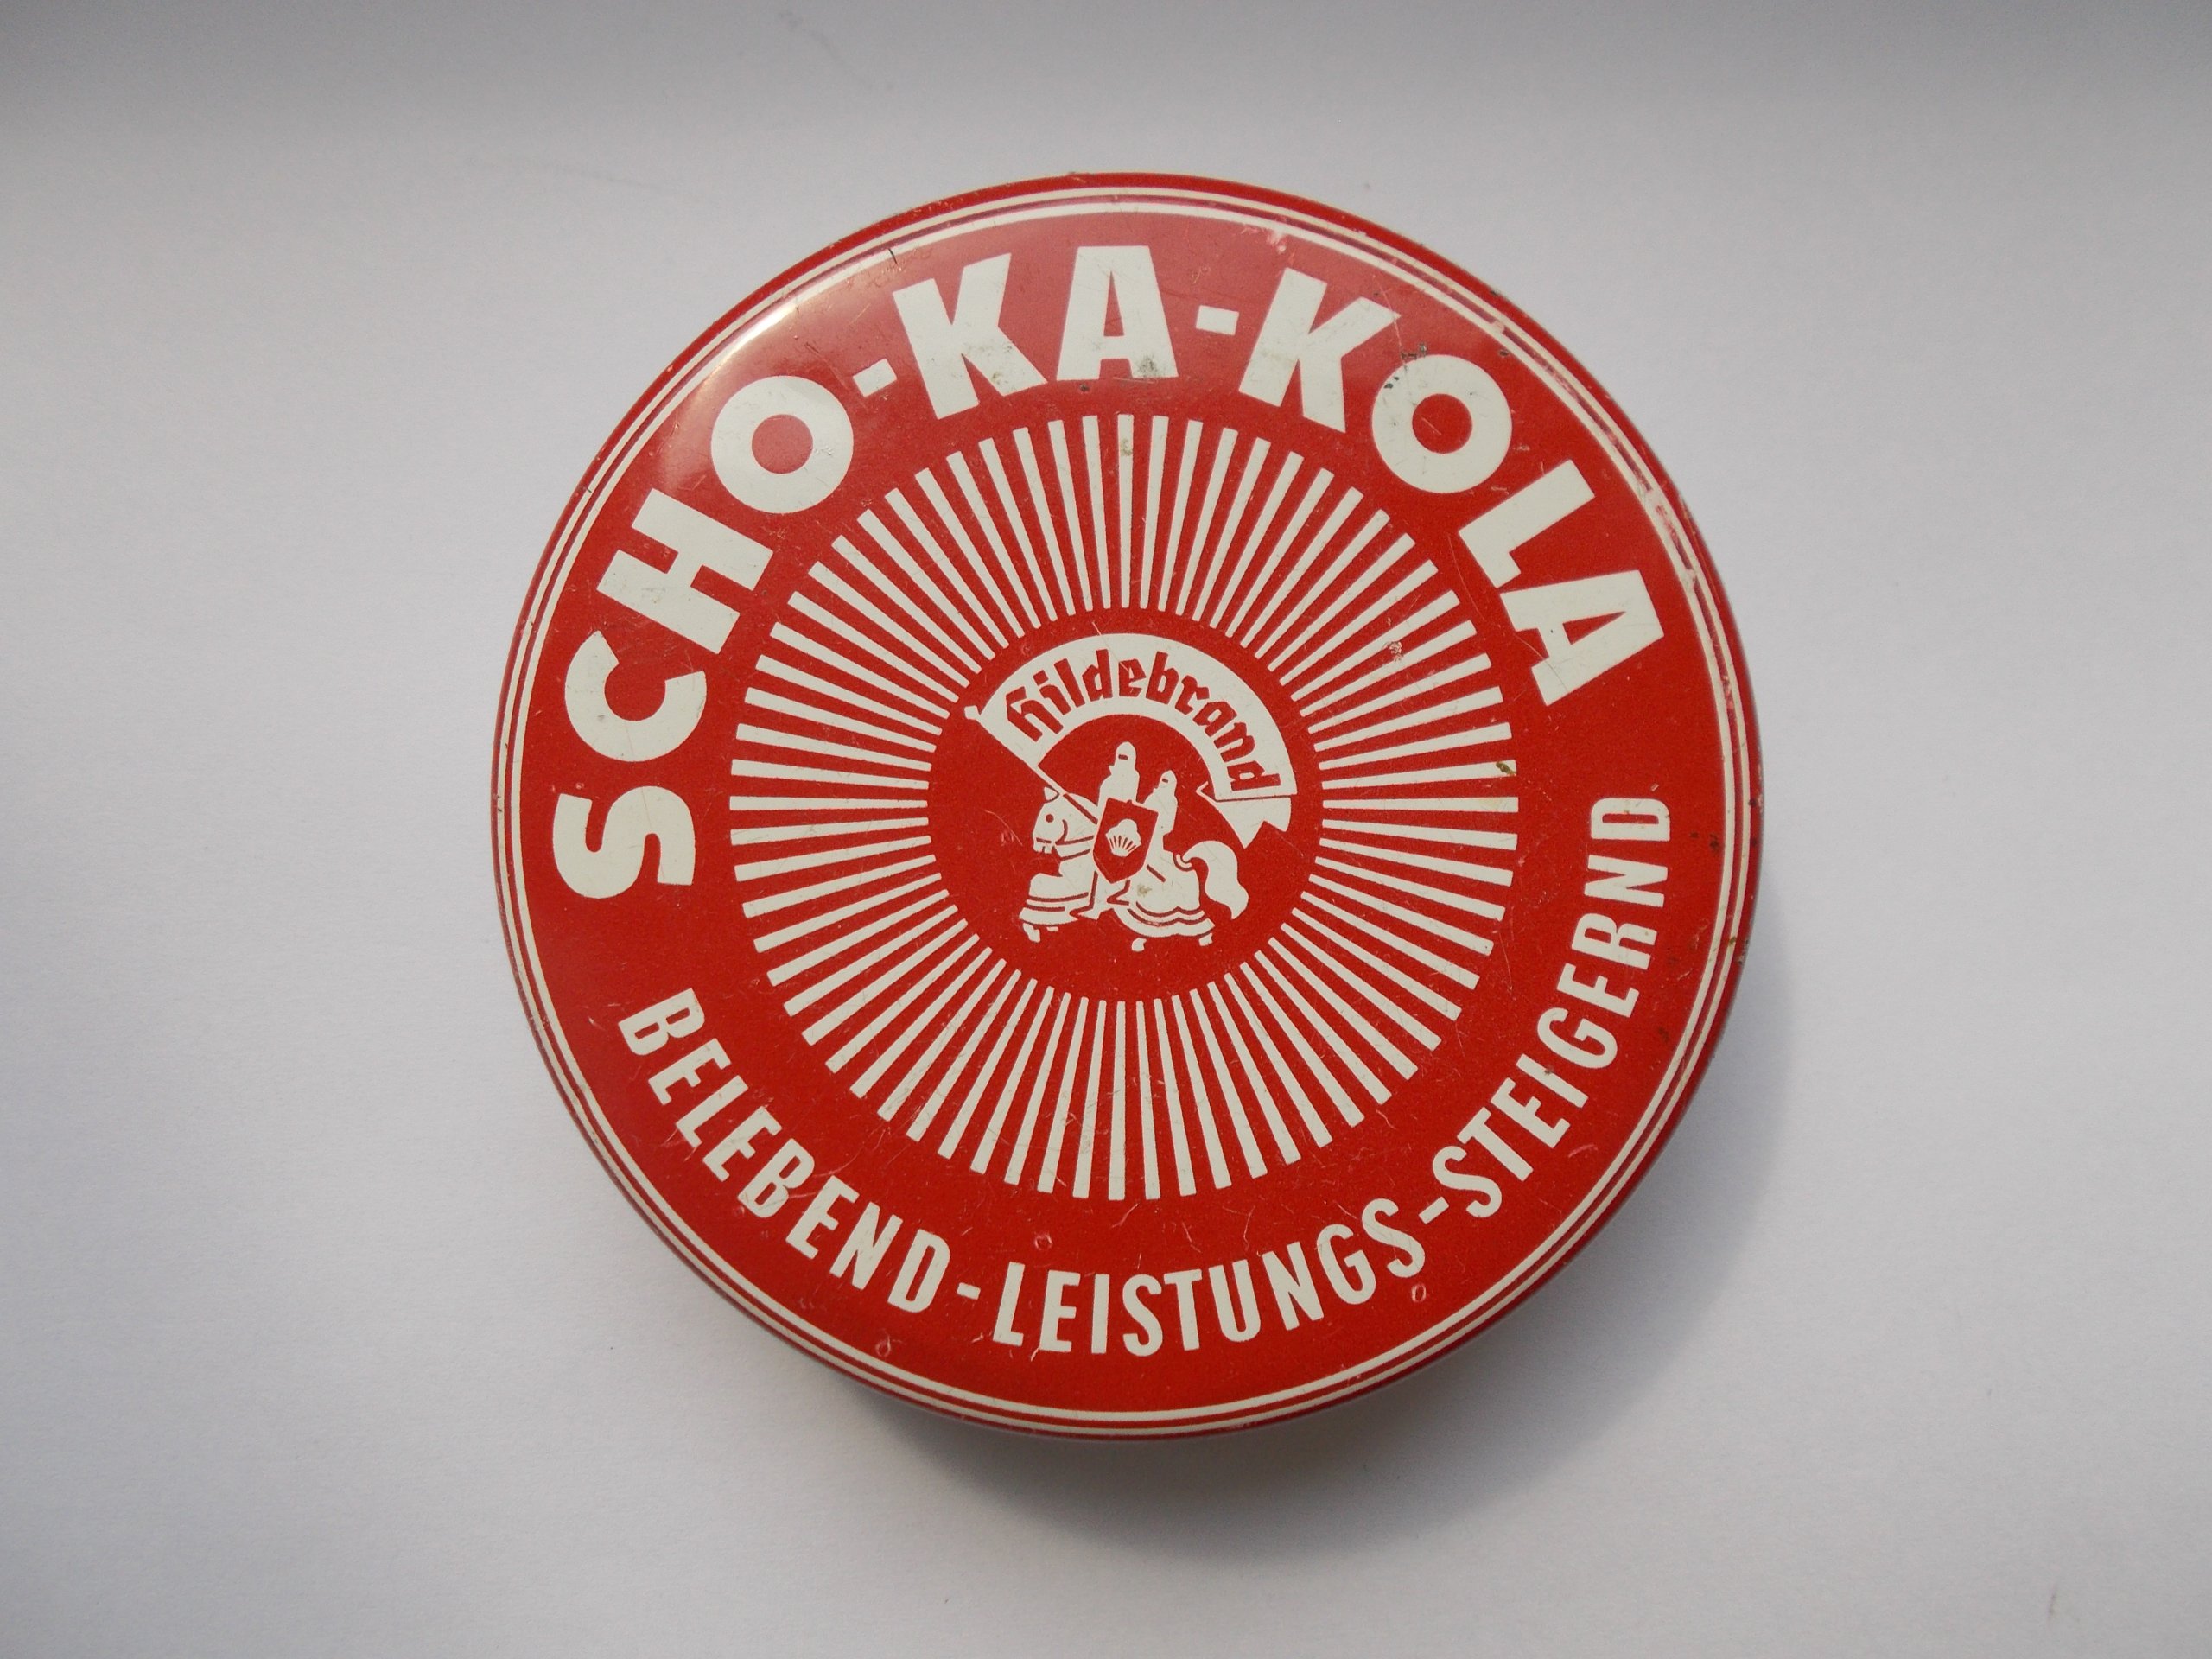 SCHO-KA-KOLA
Hildebrand
BELEBEND-LEISTUNGS-STEIGERND